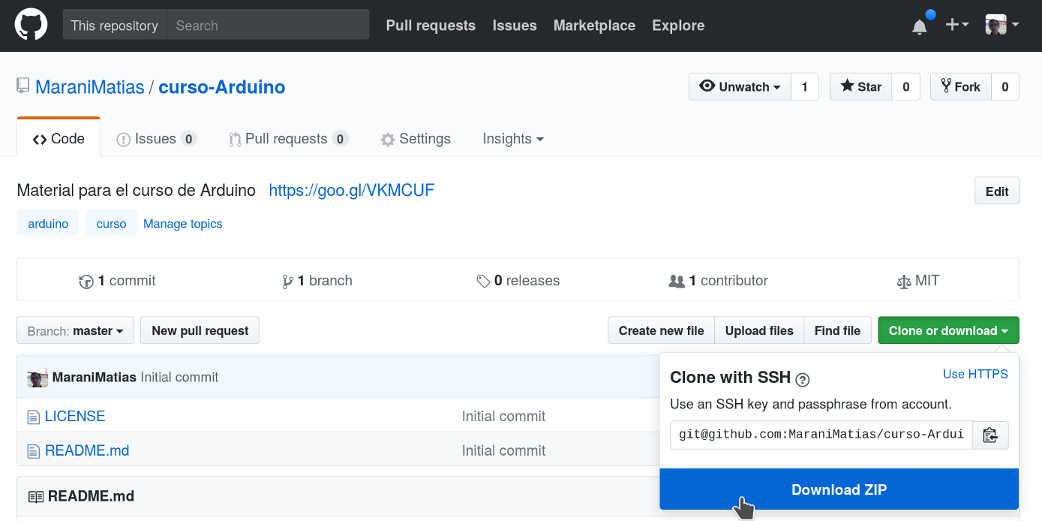 This repository Search Pull requests Issues Marketplace Explore
MaraniMatias / curso-Arduino Unwatch 1 Star 0 Fork 0
Code Issues 0 Pull requests 0 Settings Insights
Material para el curso de Arduino https://goo.gl/VKMCUF Edit
arduino curso Manage topics
1 commit 1 branch 0 releases 1 contributor MIT
Branch: master New pull request Create new file Upload files Find file Clone or download
MaraniMatias Initial commit
Clone with SSH ? Use HTTPS
Use an SSH key and passphrase from account.
LICENSE Initial commit
git@github.com:MaraniMatias/curso-Ardui
README.md Initial commit
Download ZIP
README.md